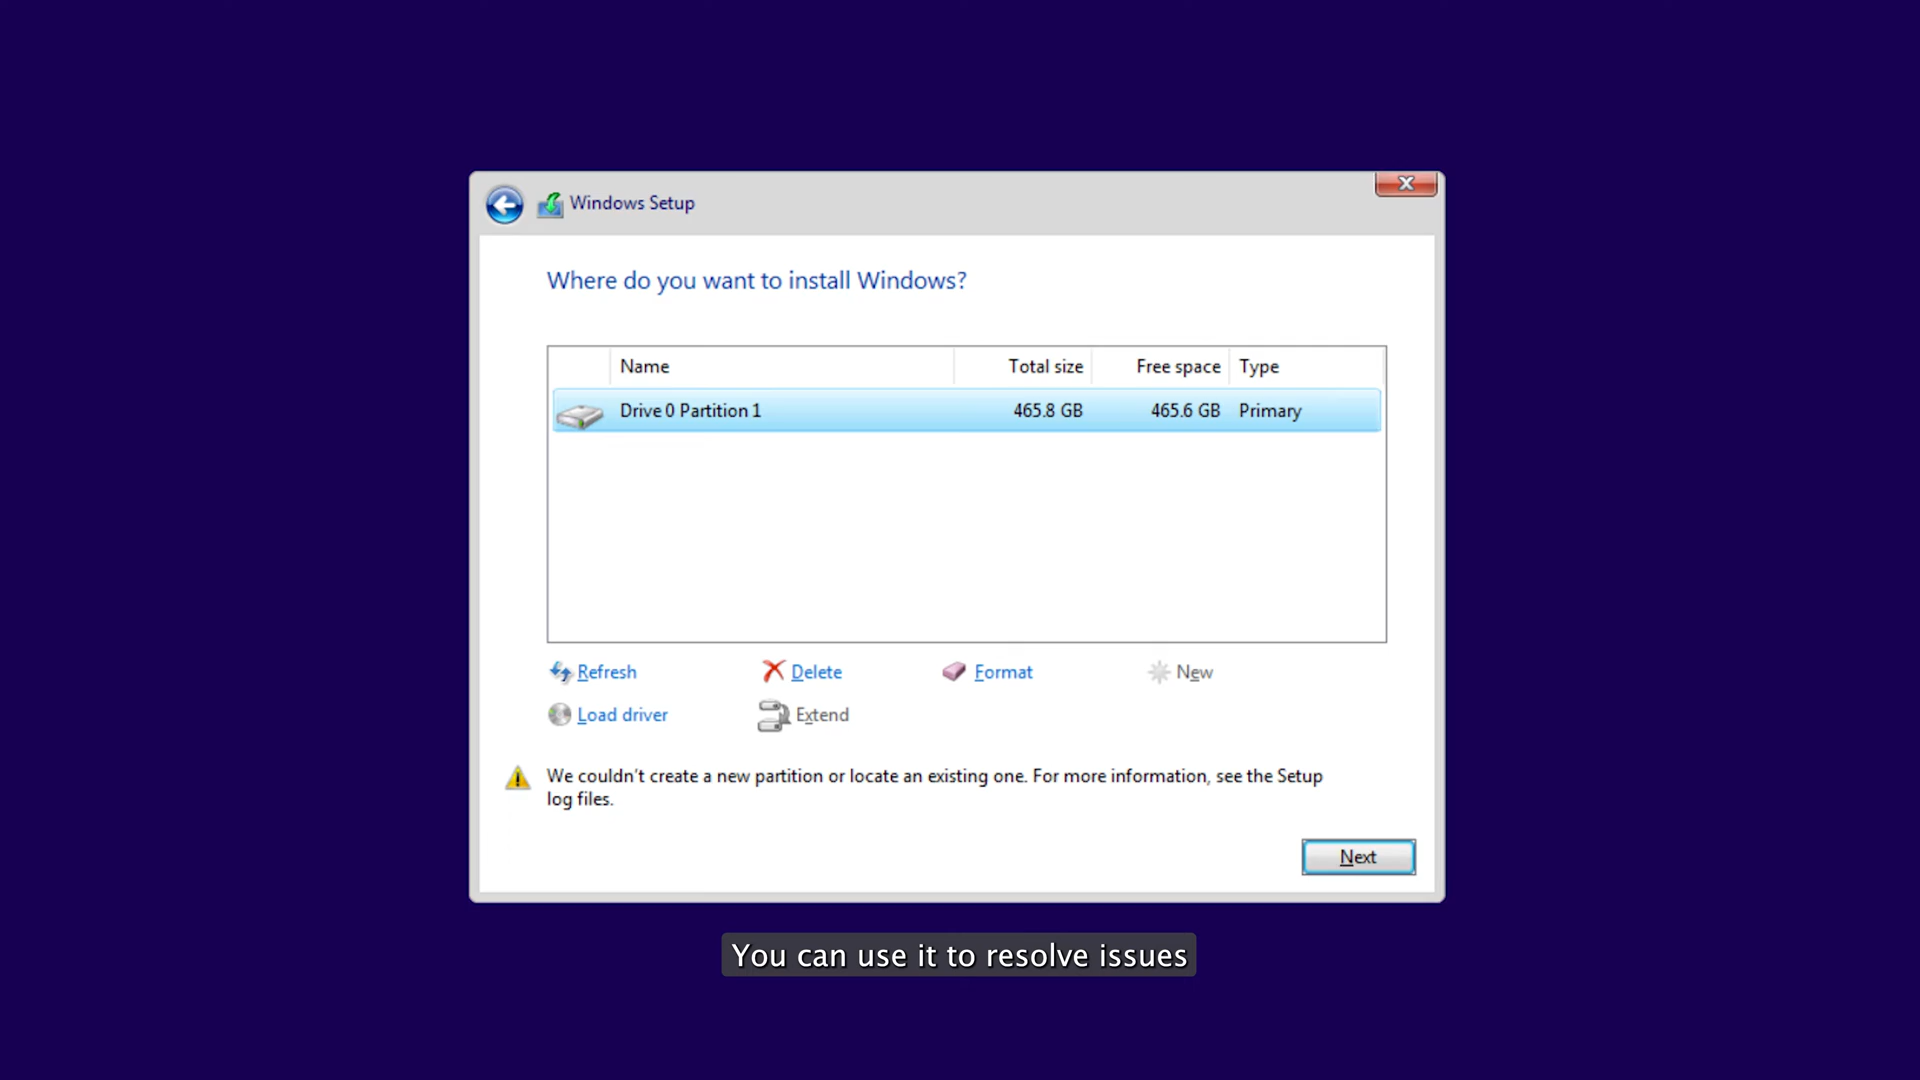 Windows Setup
Where do you want to install Windows?
Name Total size Free space Type
Drive 0 Partition 1 465.8 GB 465.6 GB Primary
Refresh Delete Format New
Load driver Extend
We couldn't create a new partition or locate an existing one. For more information, see the Setup
log files.
Next
You can use it to resolve issues